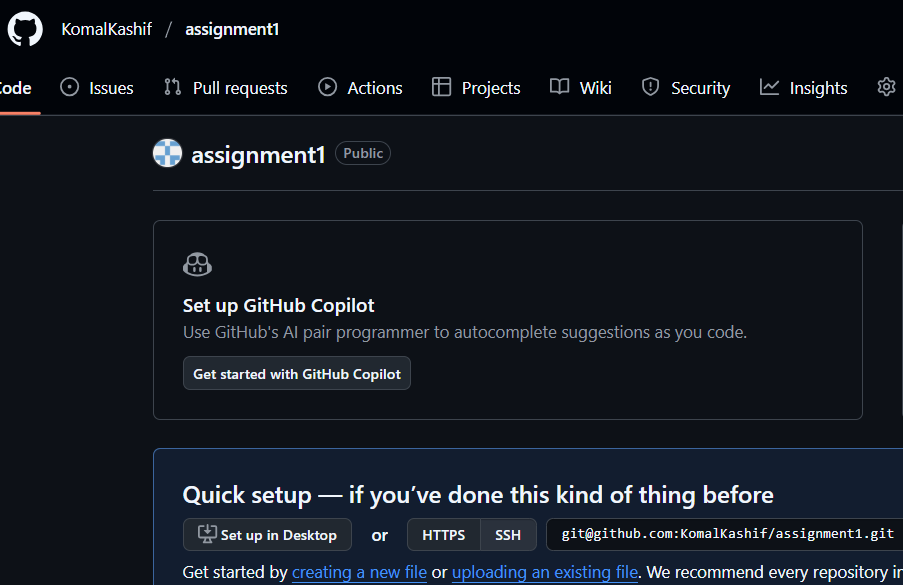 KomalKashif / assignment1
Code Issues Pull requests Actions Projects Wiki Security Insights
assignment1 Public
Set up GitHub Copilot
Use GitHub's AI pair programmer to autocomplete suggestions as you code.
Get started with GitHub Copilot
Quick setup — if you’ve done this kind of thing before
Set up in Desktop or HTTPS SSH git@github.com:KomalKashif/assignment1.git
Get started by creating a new file or uploading an existing file. We recommend every repository in